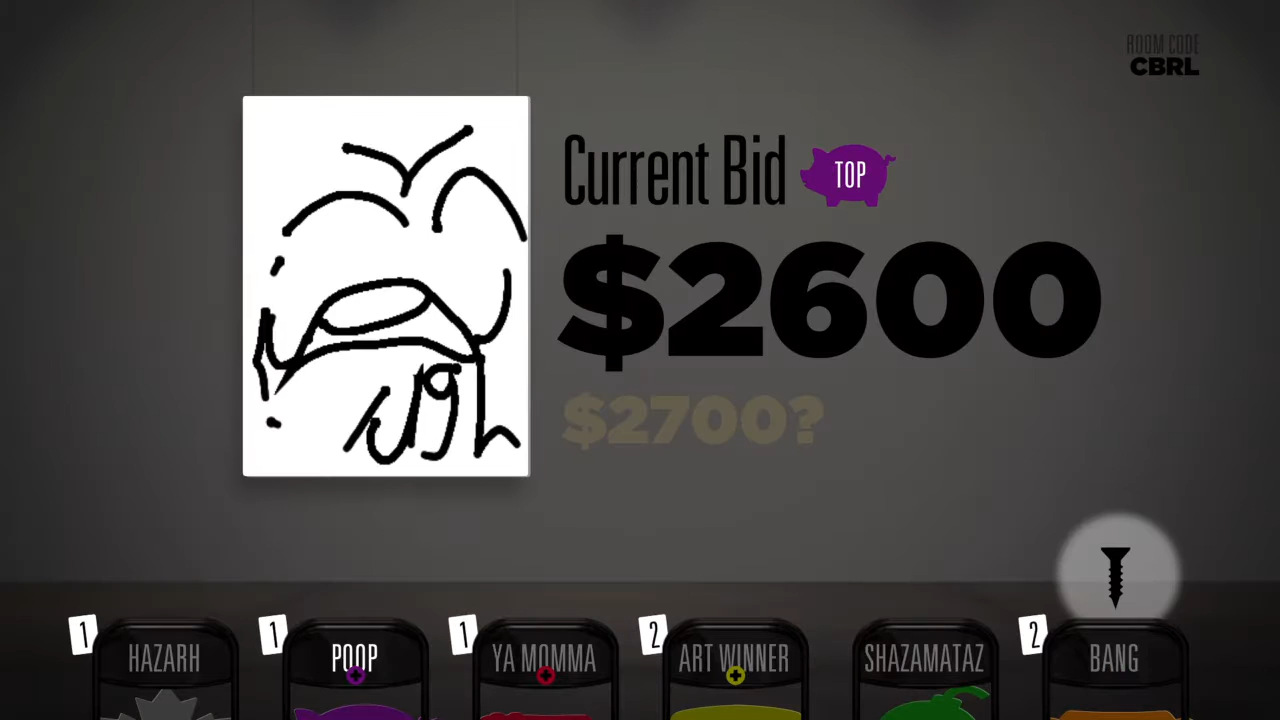 ROOM CODE
CBRL
Current Bid TOP
$2600
$2700?
ugh
1 HAZARH
1 POOP
1 YA MOMMA
2 ART WINNER
SHAZAMATAZ
2 BANG